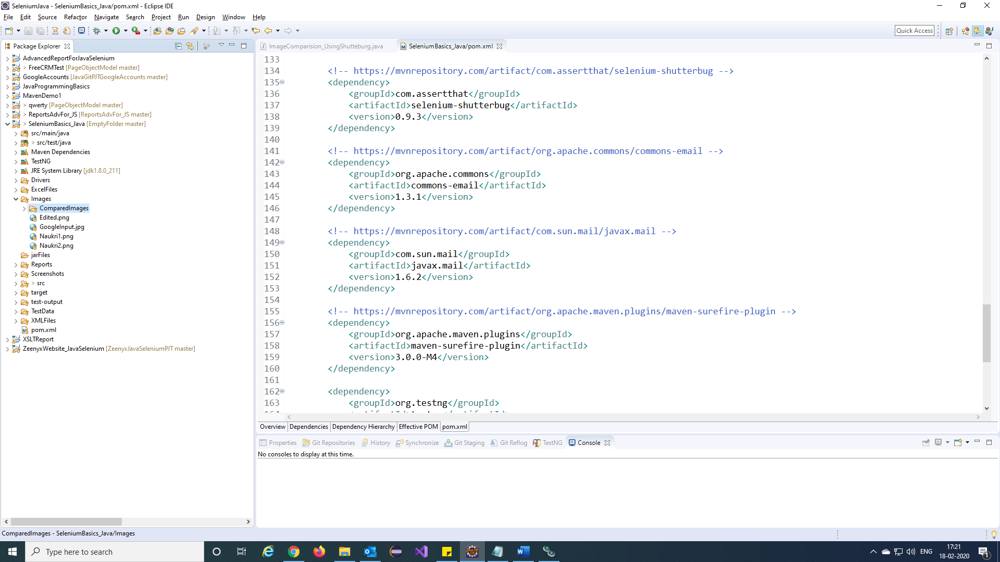 SeleniumJava - SeleniumBasics_Java/pom.xml - Eclipse IDE
File Edit Source Refactor Navigate Search Project Run Design Window Help
Quick Access
Package Explorer
AdvancedReportForJavaSelenium
> FreeCRMTest [PageObjectModel master]
GoogleAccounts [JavaGitPJTGoogleAccounts master]
JavaProgrammingBasics
MavenDemo1
> qwerty [PageObjectModel master]
> ReportsAdvFor_JS [ReportsAdvFor_JS master]
> SeleniumBasics_Java [EmptyFolder master]
src/main/java
> src/test/java
Maven Dependencies
TestNG
JRE System Library [jdk1.8.0_211]
Drivers
ExcelFiles
Images
ComparedImages
Edited.png
GoogleInput.jpg
Naukri1.png
Naukri2.png
jarFiles
Reports
Screenshots
> src
target
test-output
TestData
XMLFiles
pom.xml
XSLTReport
ZeenyxWebsite_JavaSelenium [ZeenyxJavaSeleniumPJT master]
ImageComparision_UsingShutteburg.java SeleniumBasics_Java/pom.xml
133
134 <!-- https://mvnrepository.com/artifact/com.assertthat/selenium-shutterbug -->
135 <dependency>
136 <groupId>com.assertthat</groupId>
137 <artifactId>selenium-shutterbug</artifactId>
138 <version>0.9.3</version>
139 </dependency>
140
141 <!-- https://mvnrepository.com/artifact/org.apache.commons/commons-email -->
142 <dependency>
143 <groupId>org.apache.commons</groupId>
144 <artifactId>commons-email</artifactId>
145 <version>1.3.1</version>
146 </dependency>
147
148 <!-- https://mvnrepository.com/artifact/com.sun.mail/javax.mail -->
149 <dependency>
150 <groupId>com.sun.mail</groupId>
151 <artifactId>javax.mail</artifactId>
152 <version>1.6.2</version>
153 </dependency>
154
155 <!-- https://mvnrepository.com/artifact/org.apache.maven.plugins/maven-surefire-plugin -->
156 <dependency>
157 <groupId>org.apache.maven.plugins</groupId>
158 <artifactId>maven-surefire-plugin</artifactId>
159 <version>3.0.0-M4</version>
160 </dependency>
161
162 <dependency>
163 <groupId>org.testng</groupId>
Overview Dependencies Dependency Hierarchy Effective POM pom.xml
Properties Git Repositories History Synchronize Git Staging Git Reflog TestNG Console
No consoles to display at this time.
ComparedImages - SeleniumBasics_Java/Images
Type here to search
ENG
17:21
18-02-2020
1